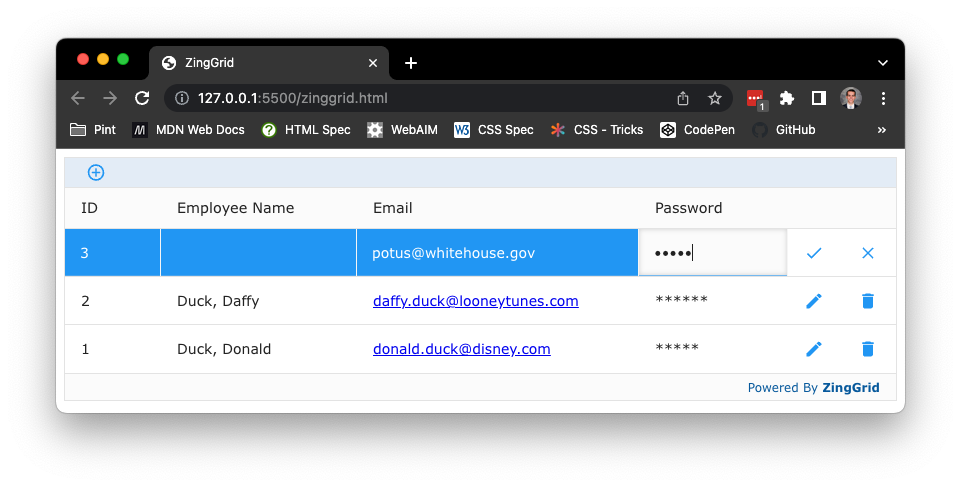 ZingGrid
127.0.0.1:5500/zinggrid.html
1
Pint MDN Web Docs HTML Spec WebAIM W3 CSS Spec CSS - Tricks CodePen GitHub »
ID Employee Name Email Password
3 potus@whitehouse.gov •••••
2 Duck, Daffy daffy.duck@looneytunes.com ******
1 Duck, Donald donald.duck@disney.com *****
Powered By ZingGrid